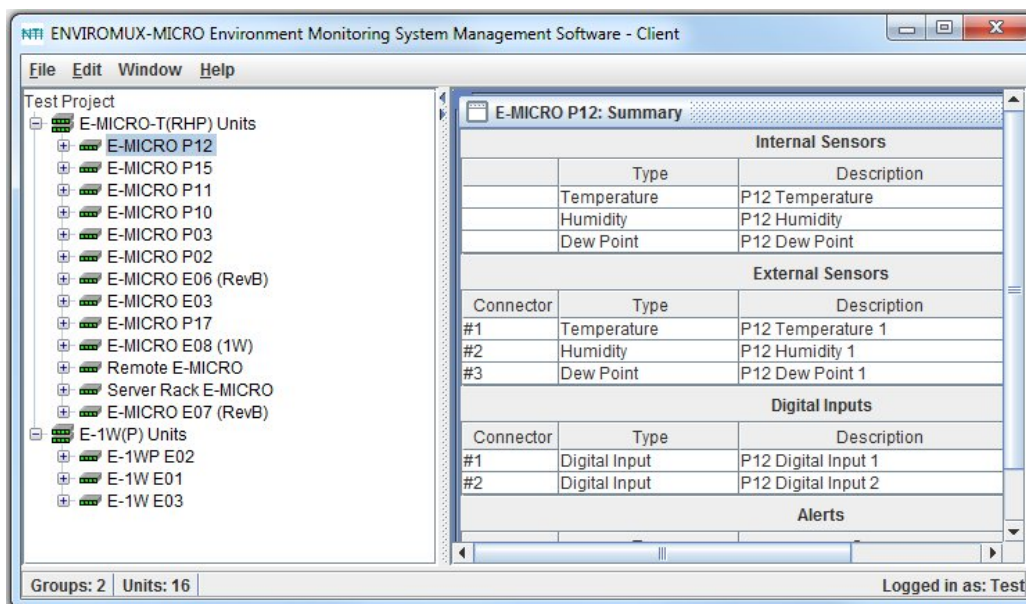 NTI ENVIROMUX-MICRO Environment Monitoring System Management Software - Client
File Edit Window Help
Test Project
E-MICRO-T(RHP) Units
E-MICRO P12
E-MICRO P15
E-MICRO P11
E-MICRO P10
E-MICRO P03
E-MICRO P02
E-MICRO E06 (RevB)
E-MICRO E03
E-MICRO P17
E-MICRO E08 (1W)
Remote E-MICRO
Server Rack E-MICRO
E-MICRO E07 (RevB)
E-1W(P) Units
E-1WP E02
E-1W E01
E-1W E03
E-MICRO P12: Summary
Internal Sensors
Type Description
Temperature P12 Temperature
Humidity P12 Humidity
Dew Point P12 Dew Point
External Sensors
Connector Type Description
#1 Temperature P12 Temperature 1
#2 Humidity P12 Humidity 1
#3 Dew Point P12 Dew Point 1
Digital Inputs
Connector Type Description
#1 Digital Input P12 Digital Input 1
#2 Digital Input P12 Digital Input 2
Alerts
Groups: 2 Units: 16 Logged in as: Test